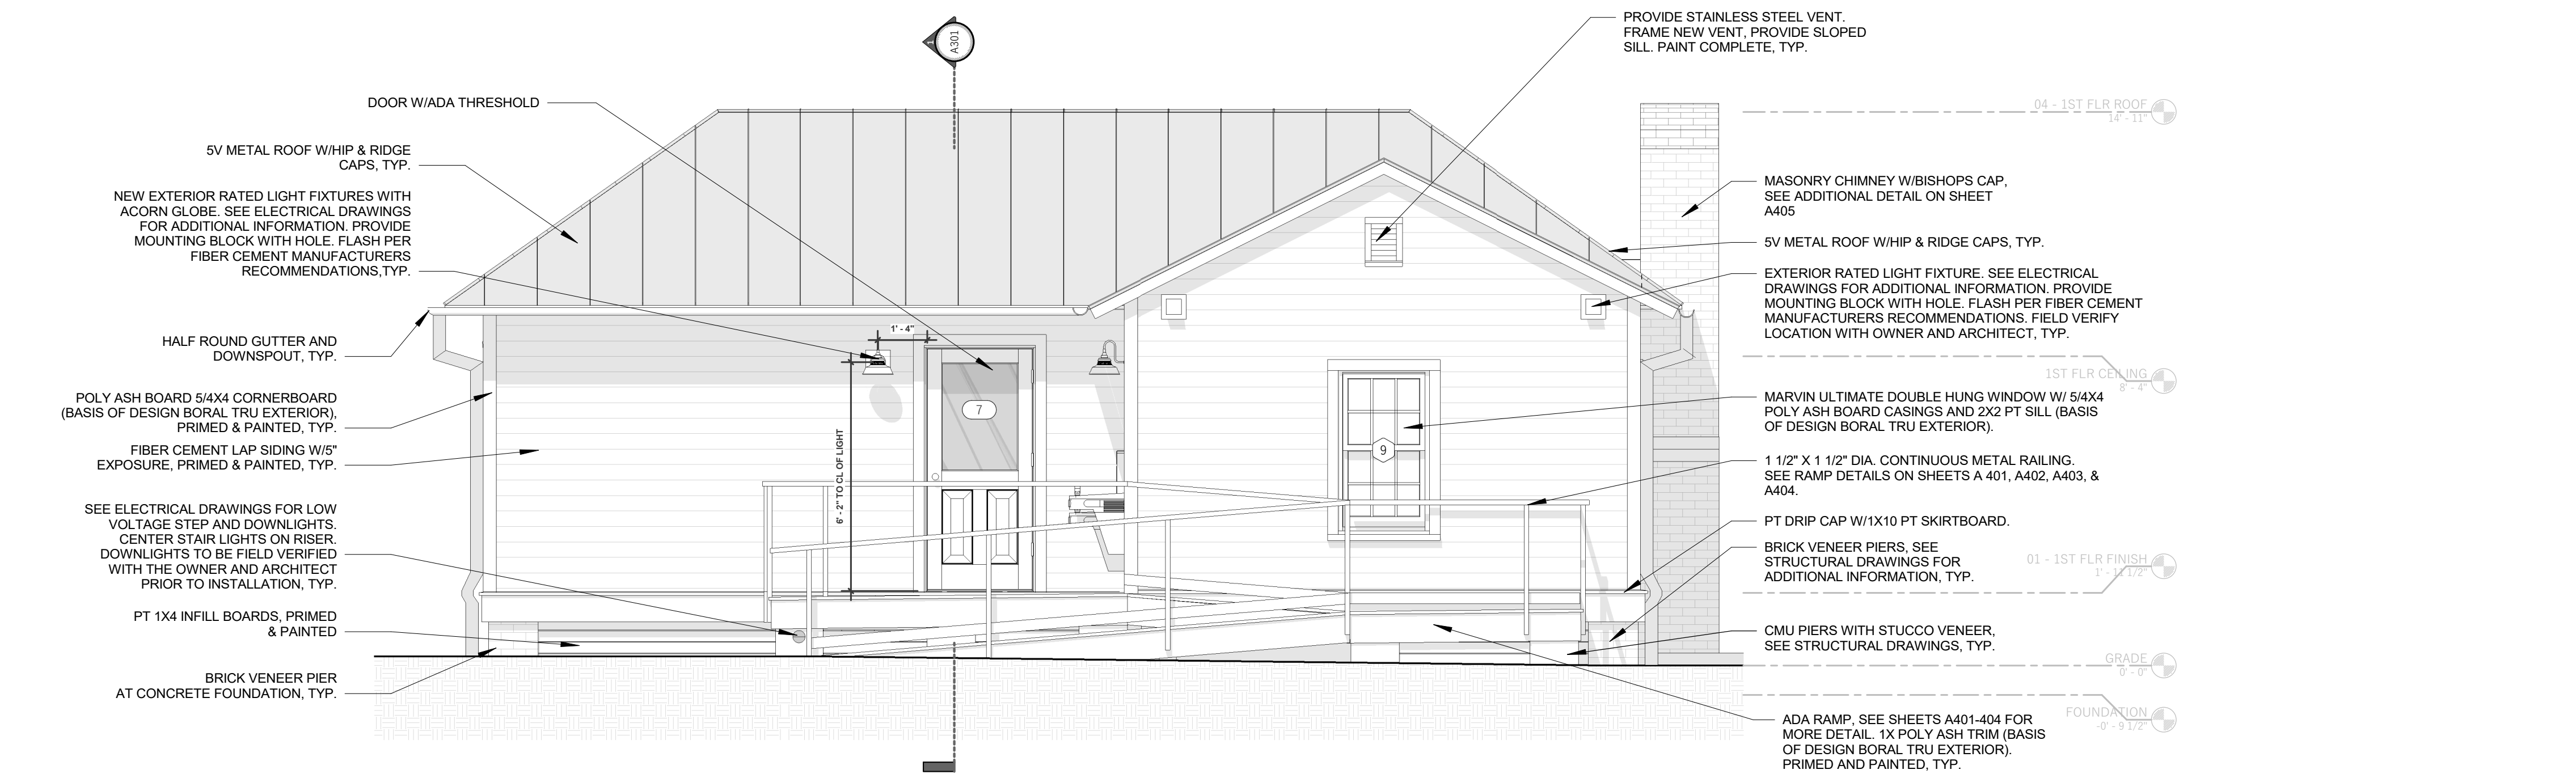 1
A301
DOOR W/ADA THRESHOLD
5V METAL ROOF W/HIP & RIDGE
CAPS, TYP.
NEW EXTERIOR RATED LIGHT FIXTURES WITH
ACORN GLOBE. SEE ELECTRICAL DRAWINGS
FOR ADDITIONAL INFORMATION. PROVIDE
MOUNTING BLOCK WITH HOLE. FLASH PER
FIBER CEMENT MANUFACTURERS
RECOMMENDATIONS,TYP.
HALF ROUND GUTTER AND
DOWNSPOUT, TYP.
POLY ASH BOARD 5/4X4 CORNERBOARD
(BASIS OF DESIGN BORAL TRU EXTERIOR),
PRIMED & PAINTED, TYP.
FIBER CEMENT LAP SIDING W/5"
EXPOSURE, PRIMED & PAINTED, TYP.
SEE ELECTRICAL DRAWINGS FOR LOW
VOLTAGE STEP AND DOWNLIGHTS.
CENTER STAIR LIGHTS ON RISER.
DOWNLIGHTS TO BE FIELD VERIFIED
WITH THE OWNER AND ARCHITECT
PRIOR TO INSTALLATION, TYP.
PT 1X4 INFILL BOARDS, PRIMED
& PAINTED
BRICK VENEER PIER
AT CONCRETE FOUNDATION, TYP.
1' - 4"
6' - 2" TO CL OF LIGHT
7
9
PROVIDE STAINLESS STEEL VENT.
FRAME NEW VENT, PROVIDE SLOPED
SILL. PAINT COMPLETE, TYP.
MASONRY CHIMNEY W/BISHOPS CAP,
SEE ADDITIONAL DETAIL ON SHEET
A405
5V METAL ROOF W/HIP & RIDGE CAPS, TYP.
EXTERIOR RATED LIGHT FIXTURE. SEE ELECTRICAL
DRAWINGS FOR ADDITIONAL INFORMATION. PROVIDE
MOUNTING BLOCK WITH HOLE. FLASH PER FIBER CEMENT
MANUFACTURERS RECOMMENDATIONS. FIELD VERIFY
LOCATION WITH OWNER AND ARCHITECT, TYP.
MARVIN ULTIMATE DOUBLE HUNG WINDOW W/ 5/4X4
POLY ASH BOARD CASINGS AND 2X2 PT SILL (BASIS
OF DESIGN BORAL TRU EXTERIOR).
1 1/2" X 1 1/2" DIA. CONTINUOUS METAL RAILING.
SEE RAMP DETAILS ON SHEETS A 401, A402, A403, &
A404.
PT DRIP CAP W/1X10 PT SKIRTBOARD.
BRICK VENEER PIERS, SEE
STRUCTURAL DRAWINGS FOR
ADDITIONAL INFORMATION, TYP.
CMU PIERS WITH STUCCO VENEER,
SEE STRUCTURAL DRAWINGS, TYP.
ADA RAMP, SEE SHEETS A401-404 FOR
MORE DETAIL. 1X POLY ASH TRIM (BASIS
OF DESIGN BORAL TRU EXTERIOR).
PRIMED AND PAINTED, TYP.
04 - 1ST FLR ROOF
14' - 11"
1ST FLR CEILING
8' - 4"
01 - 1ST FLR FINISH
1' - 11 1/2"
GRADE
0' - 0"
FOUNDATION
-0' - 9 1/2"